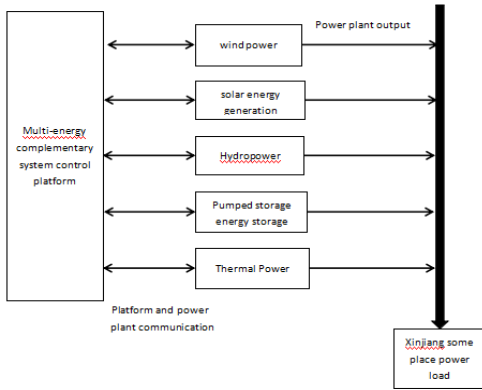 Power plant output
wind power
solar energy
generation
Multi-energy
complementary
system control
platform
Hydropower
Pumped storage
energy storage
Thermal Power
Platform and power
plant communication
Xinjiang some
place power
load